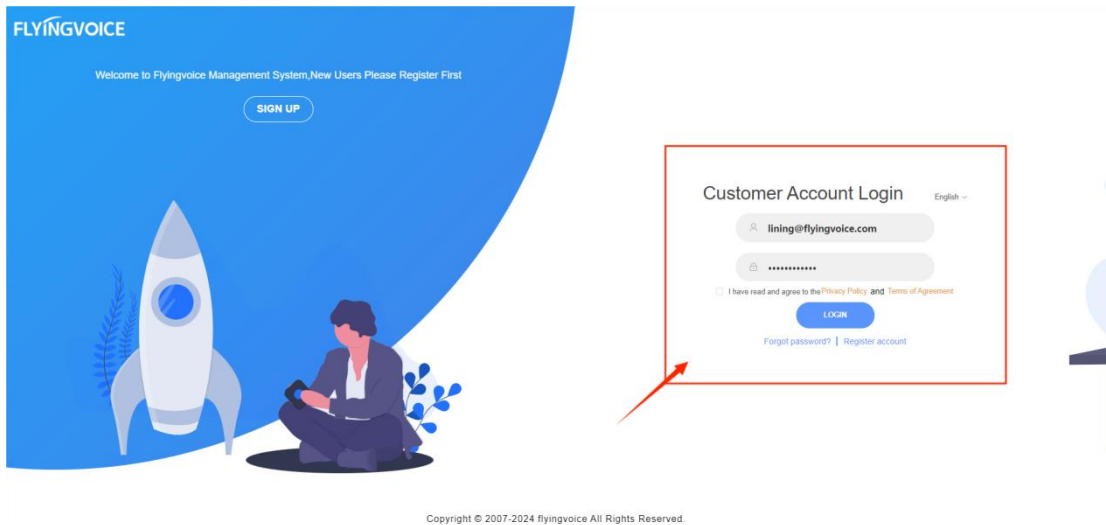 FLYINGVOICE
Welcome to Flyingvoice Management System,New Users Please Register First
SIGN UP
Customer Account Login English
lining@flyingvoice.com
••••••••••••
I have read and agree to the Privacy Policy and Terms of Agreement
LOGIN
Forgot password? | Register account
Copyright © 2007-2024 flyingvoice All Rights Reserved.